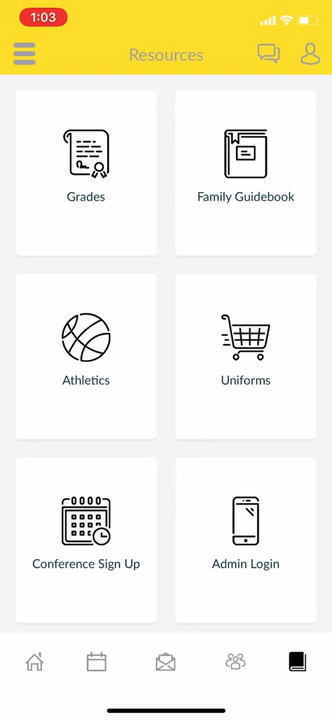 1:03
Resources
Grades
Family Guidebook
Athletics
Uniforms
Conference Sign Up
Admin Login